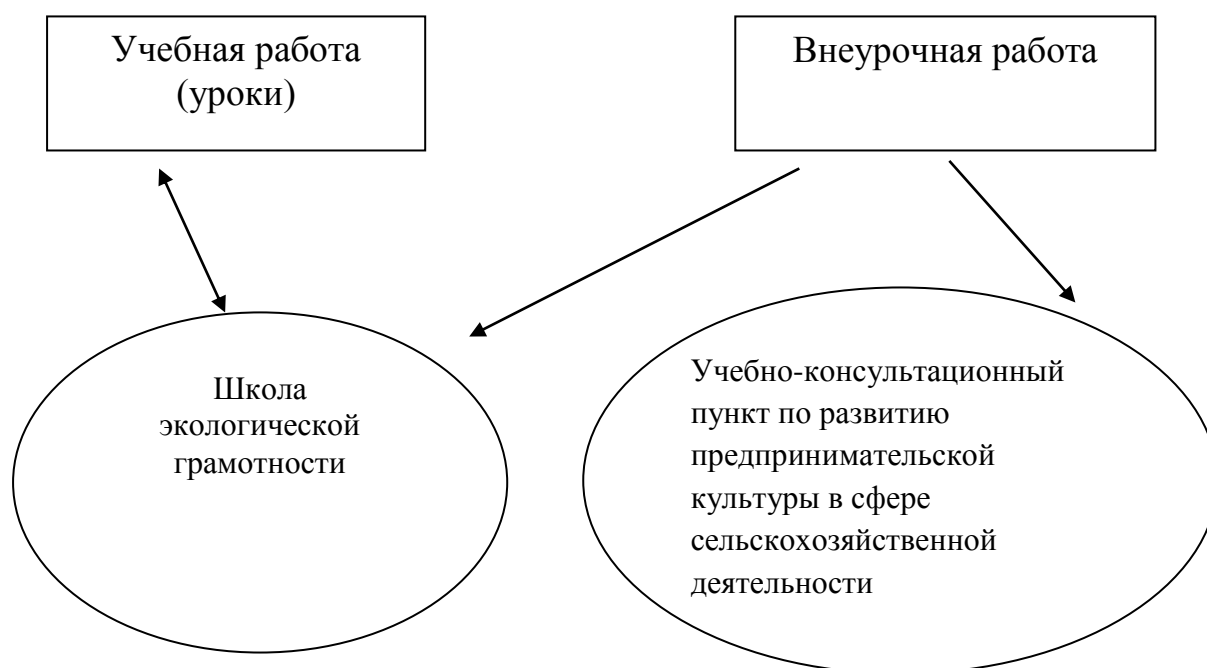 Учебная работа
(уроки)
Внеурочная работа
Школа
экологической
грамотности
Учебно-консультационный
пункт по развитию
предпринимательской
культуры в сфере
сельскохозяйственной
деятельности